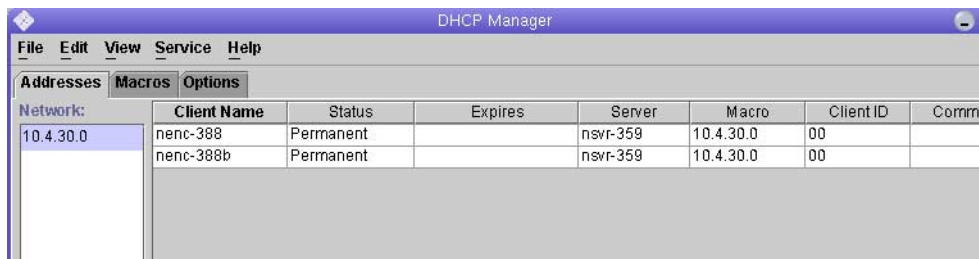 DHCP Manager
File Edit View Service Help
Addresses Macros Options
Network: Client Name Status Expires Server Macro Client ID Comm
10.4.30.0 nenc-388 Permanent nsvr-359 10.4.30.0 00
nenc-388b Permanent nsvr-359 10.4.30.0 00